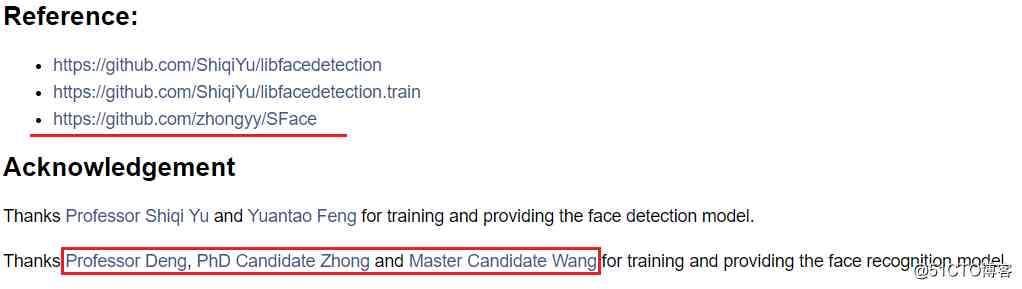 Reference:
https://github.com/ShiqiYu/libfacedetection
https://github.com/ShiqiYu/libfacedetection.train
https://github.com/zhongyy/SFace
Acknowledgement
Thanks Professor Shiqi Yu and Yuantao Feng for training and providing the face detection model.
Thanks Professor Deng, PhD Candidate Zhong and Master Candidate Wang for training and providing the face recognition model.
@51CTO博客